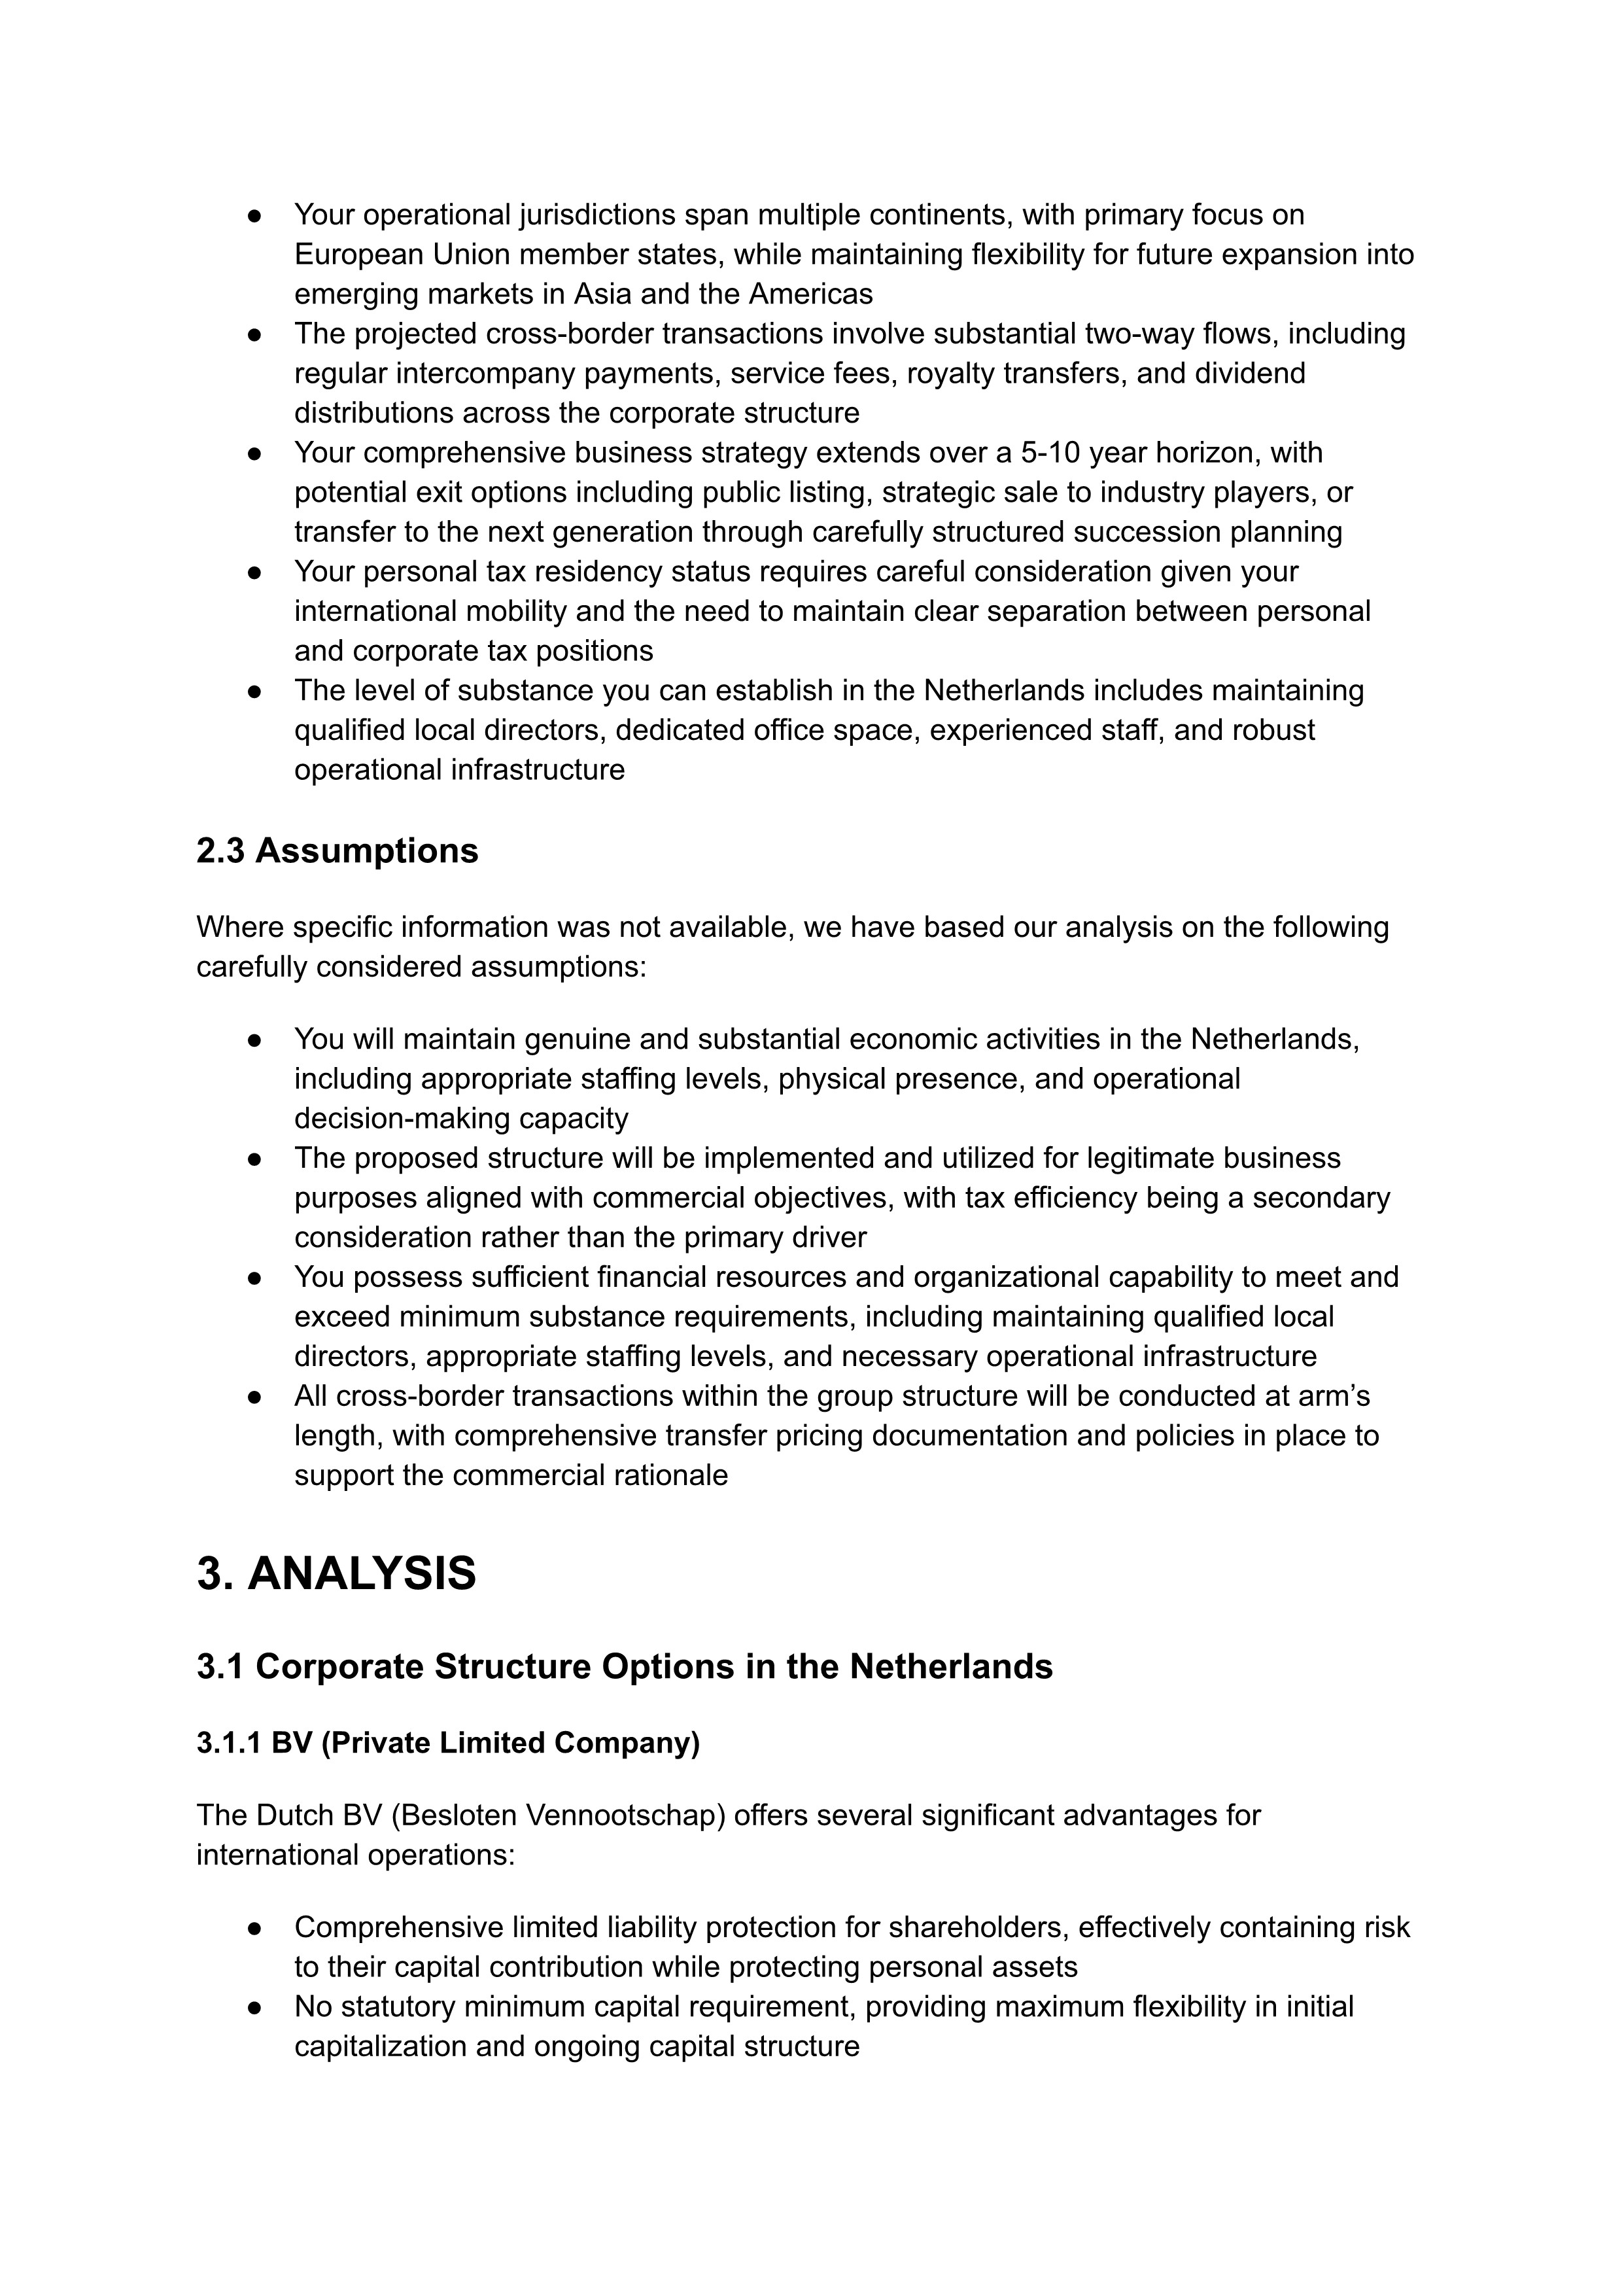 ● Your operational jurisdictions span multiple continents, with primary focus on
European Union member states, while maintaining flexibility for future expansion into
emerging markets in Asia and the Americas
● The projected cross-border transactions involve substantial two-way flows, including
regular intercompany payments, service fees, royalty transfers, and dividend
distributions across the corporate structure
● Your comprehensive business strategy extends over a 5-10 year horizon, with
potential exit options including public listing, strategic sale to industry players, or
transfer to the next generation through carefully structured succession planning
● Your personal tax residency status requires careful consideration given your
international mobility and the need to maintain clear separation between personal
and corporate tax positions
● The level of substance you can establish in the Netherlands includes maintaining
qualified local directors, dedicated office space, experienced staff, and robust
operational infrastructure
2.3 Assumptions
Where specific information was not available, we have based our analysis on the following
carefully considered assumptions:
● You will maintain genuine and substantial economic activities in the Netherlands,
including appropriate staffing levels, physical presence, and operational
decision-making capacity
● The proposed structure will be implemented and utilized for legitimate business
purposes aligned with commercial objectives, with tax efficiency being a secondary
consideration rather than the primary driver
● You possess sufficient financial resources and organizational capability to meet and
exceed minimum substance requirements, including maintaining qualified local
directors, appropriate staffing levels, and necessary operational infrastructure
● All cross-border transactions within the group structure will be conducted at arm’s
length, with comprehensive transfer pricing documentation and policies in place to
support the commercial rationale
3. ANALYSIS
3.1 Corporate Structure Options in the Netherlands
3.1.1 BV (Private Limited Company)
The Dutch BV (Besloten Vennootschap) offers several significant advantages for
international operations:
● Comprehensive limited liability protection for shareholders, effectively containing risk
to their capital contribution while protecting personal assets
● No statutory minimum capital requirement, providing maximum flexibility in initial
capitalization and ongoing capital structure